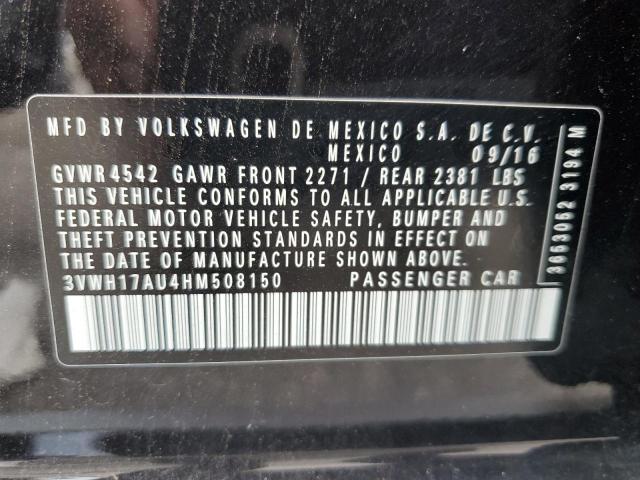 MFD BY VOLKSWAGEN DE MEXICO S.A. DE C.V.
MEXICO 09/16
GVWR 4542 GAWR FRONT 2271 / REAR 2381 LBS
THIS VEHICLE CONFORMS TO ALL APPLICABLE U.S.
FEDERAL MOTOR VEHICLE SAFETY, BUMPER AND
THEFT PREVENTION STANDARDS IN EFFECT ON
THE DATE OF MANUFACTURE SHOWN ABOVE.
3VWH17AU4HM508150 PASSENGER CAR
3663052 3194 M